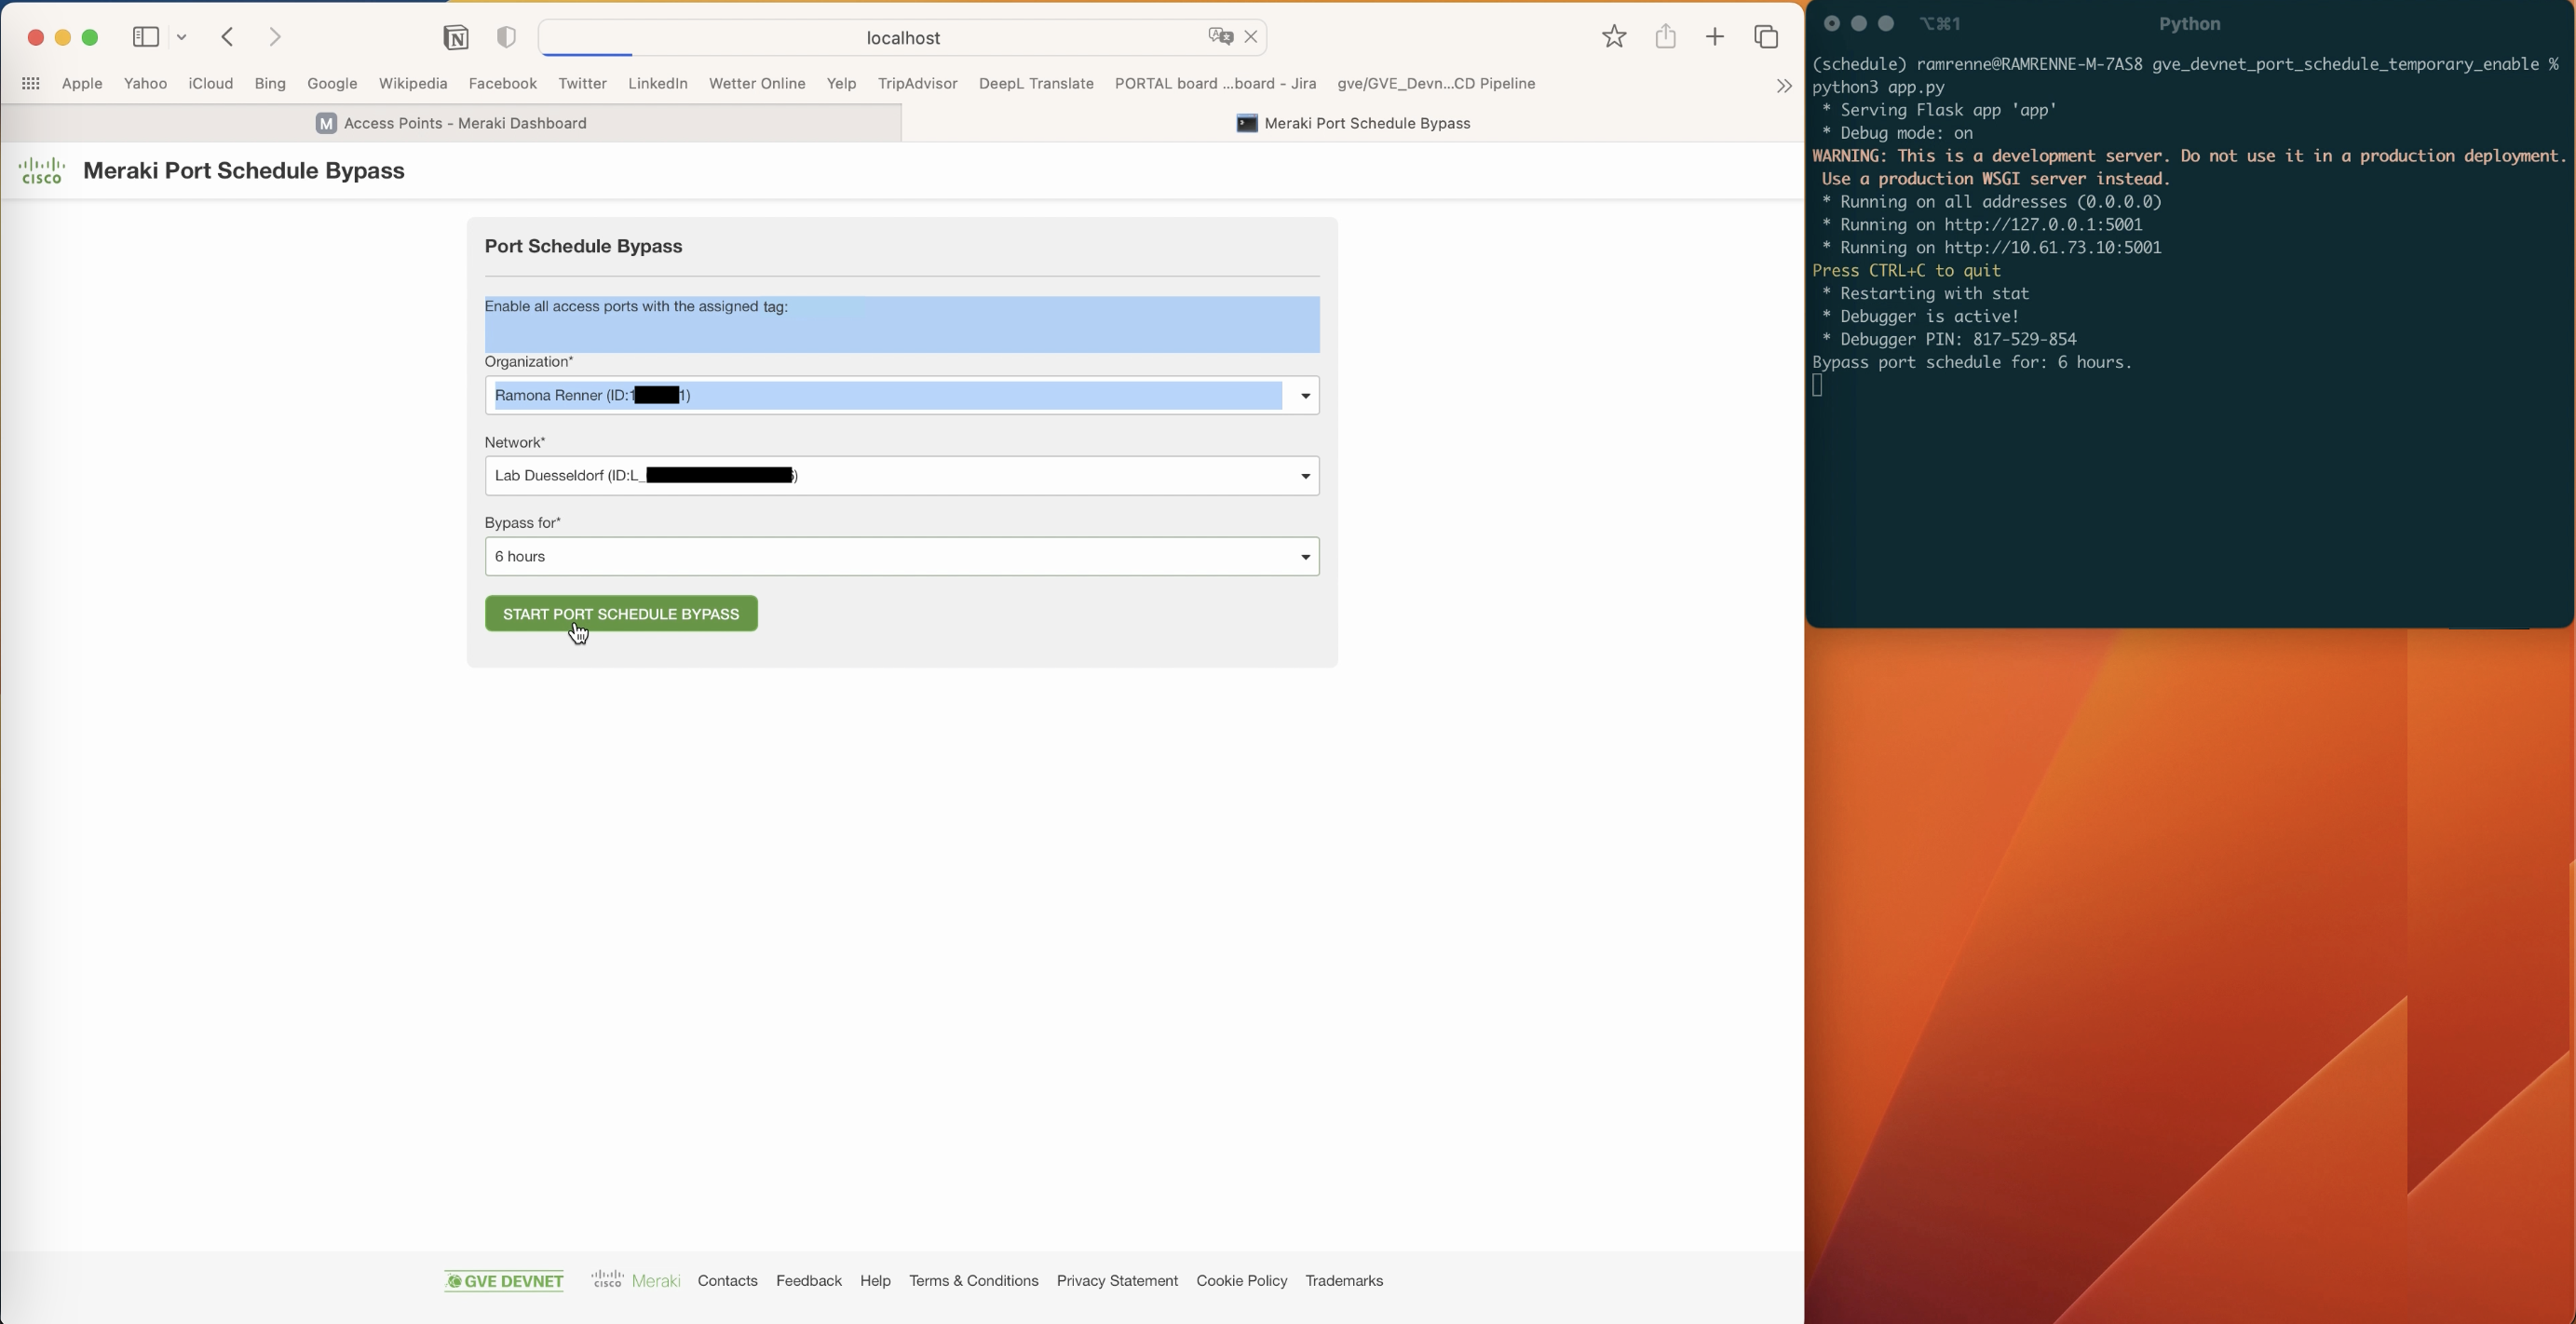 localhost
Apple Yahoo iCloud Bing Google Wikipedia Facebook Twitter LinkedIn Wetter Online Yelp TripAdvisor DeepL Translate PORTAL board ...board - Jira gve/GVE_Devn...CD Pipeline
M Access Points - Meraki Dashboard
Meraki Port Schedule Bypass
CISCO Meraki Port Schedule Bypass
Port Schedule Bypass
Enable all access ports with the assigned tag:
Organization*
Ramona Renner (ID:1 1)
Network*
Lab Duesseldorf (ID:L_ )
Bypass for*
6 hours
START PORT SCHEDULE BYPASS
GVE DEVNET CISCO Meraki Contacts Feedback Help Terms & Conditions Privacy Statement Cookie Policy Trademarks
⌥⌘1 Python
(schedule) ramrenne@RAMRENNE-M-7AS8 gve_devnet_port_schedule_temporary_enable %
python3 app.py
* Serving Flask app 'app'
* Debug mode: on
WARNING: This is a development server. Do not use it in a production deployment.
Use a production WSGI server instead.
* Running on all addresses (0.0.0.0)
* Running on http://127.0.0.1:5001
* Running on http://10.61.73.10:5001
Press CTRL+C to quit
* Restarting with stat
* Debugger is active!
* Debugger PIN: 817-529-854
Bypass port schedule for: 6 hours.